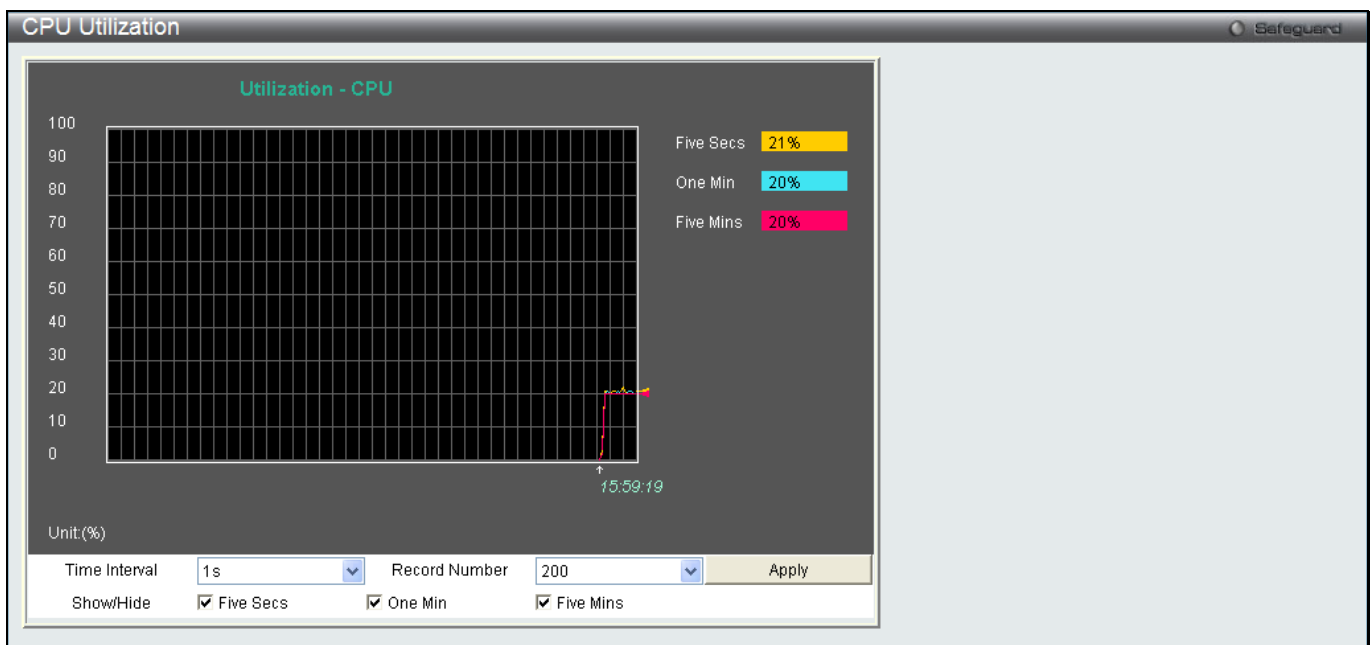 CPU Utilization
Safeguard
Utilization - CPU
100
90
80
70
60
50
40
30
20
10
0
Five Secs 21%
One Min 20%
Five Mins 20%
15:59:19
Unit:(%)
Time Interval 1s Record Number 200 Apply
Show/Hide Five Secs One Min Five Mins